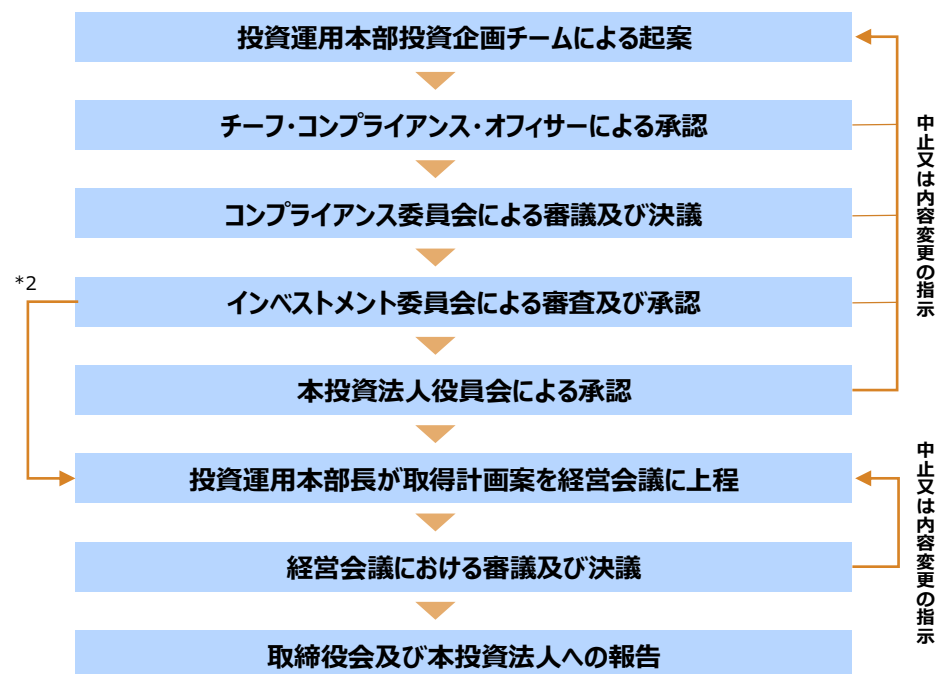 投資運用本部投資企画チームによる起案
チーフ・コンプライアンス・オフィサーによる承認
コンプライアンス委員会による審議及び決議
*2
インベストメント委員会による審査及び承認
本投資法人役員会による承認
中止又は内容変更の指示
投資運用本部長が取得計画案を経営会議に上程
経営会議における審議及び決議
中止又は内容変更の指示
取締役会及び本投資法人への報告